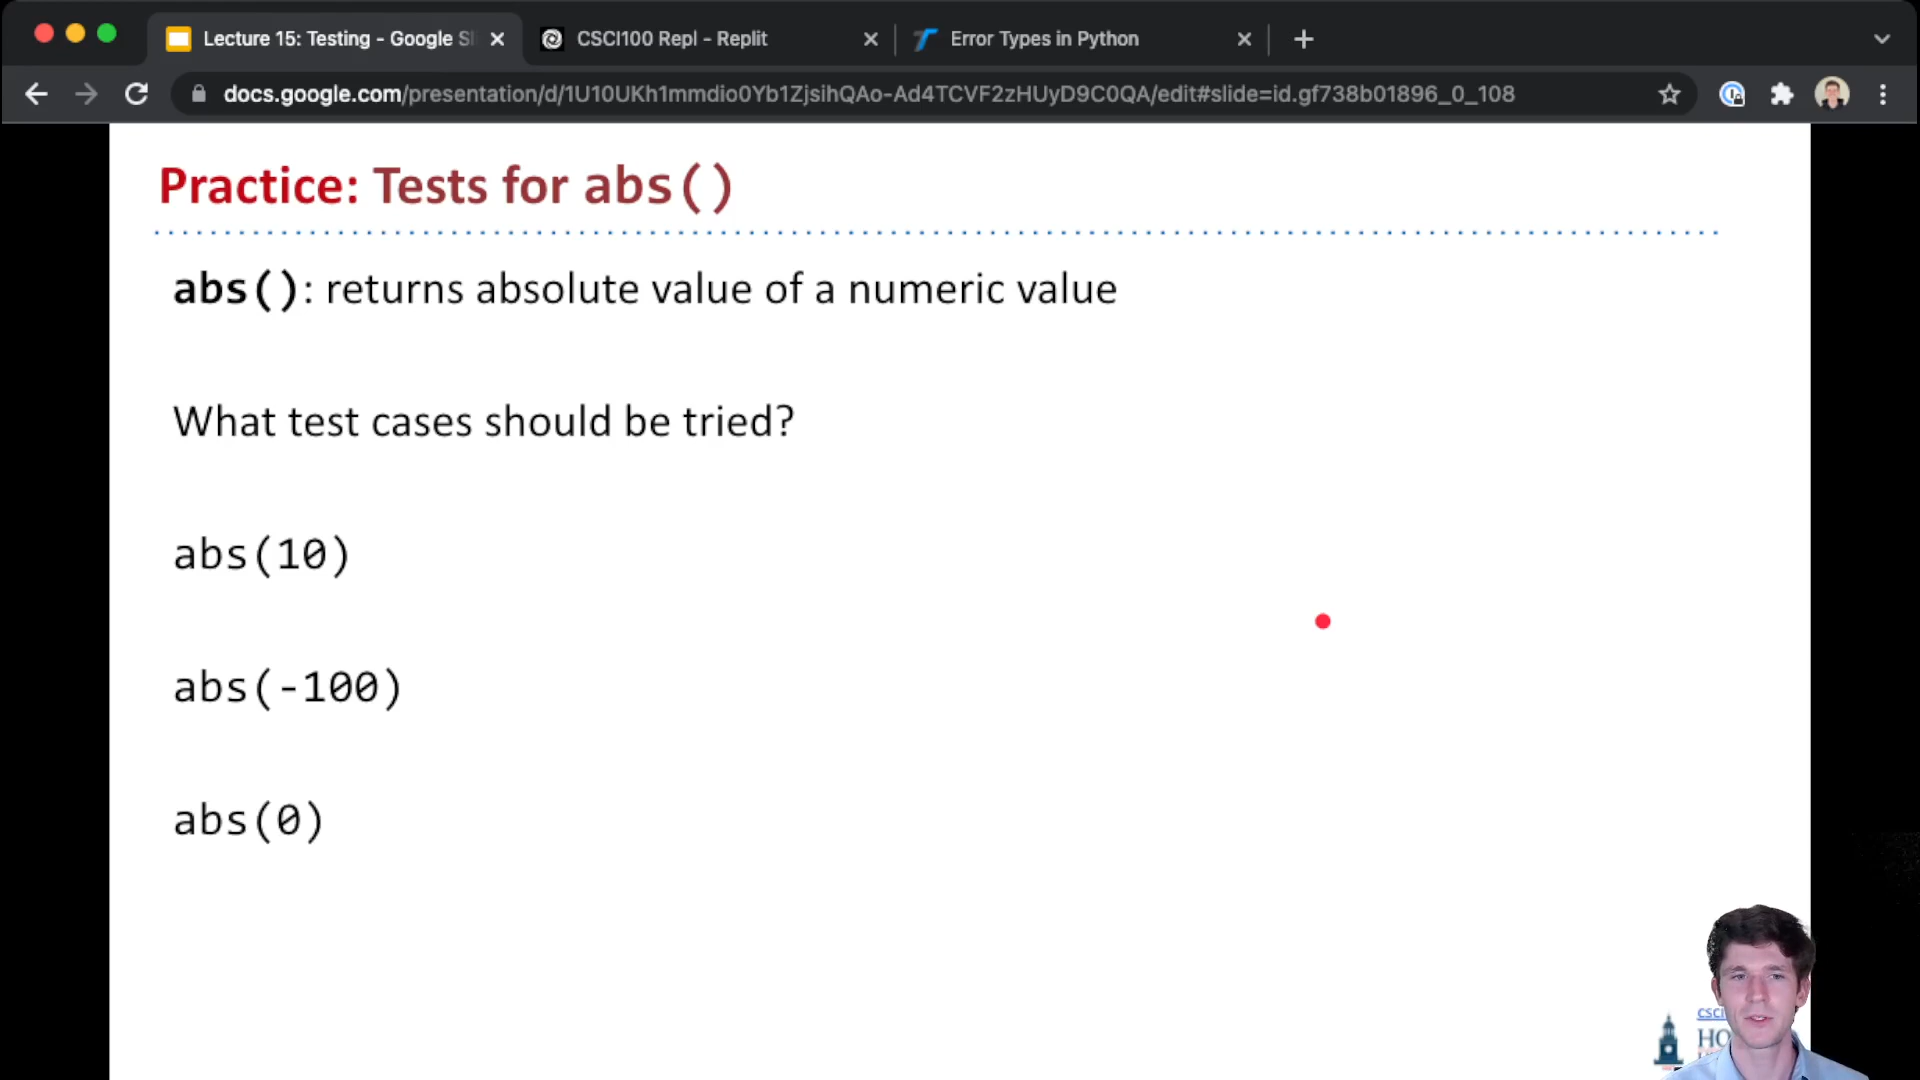 Lecture 15: Testing - Google Sl
CSCI100 Repl - Replit
Error Types in Python
docs.google.com/presentation/d/1U10UKh1mmdio0Yb1ZjsihQAo-Ad4TCVF2zHUyD9C0QA/edit#slide=id.gf738b01896_0_108
Practice: Tests for abs()
abs(): returns absolute value of a numeric value
What test cases should be tried?
abs(10)
abs(-100)
abs(0)
CSCI
HO